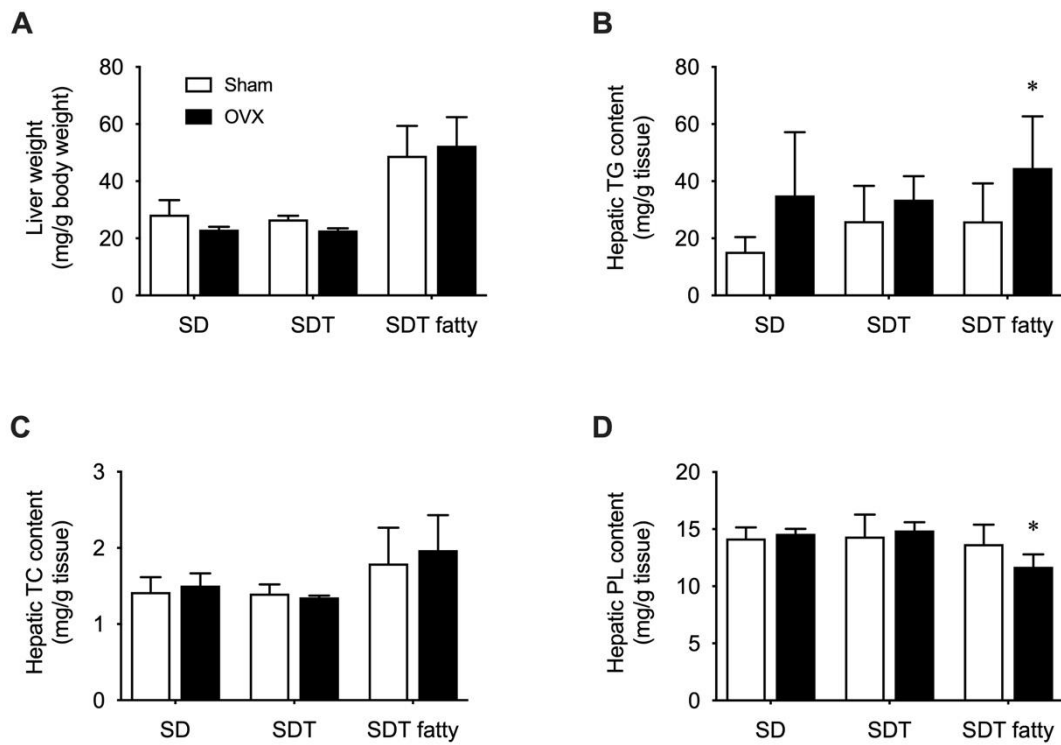 A
Liver weight
(mg/g body weight)
80
60
40
20
0
Sham
OVX
SD
SDT
SDT fatty
B
Hepatic TG content
(mg/g tissue)
80
60
40
20
0
*
SD
SDT
SDT fatty
C
Hepatic TC content
(mg/g tissue)
3
2
1
0
SD
SDT
SDT fatty
D
Hepatic PL content
(mg/g tissue)
20
15
10
5
0
*
SD
SDT
SDT fatty